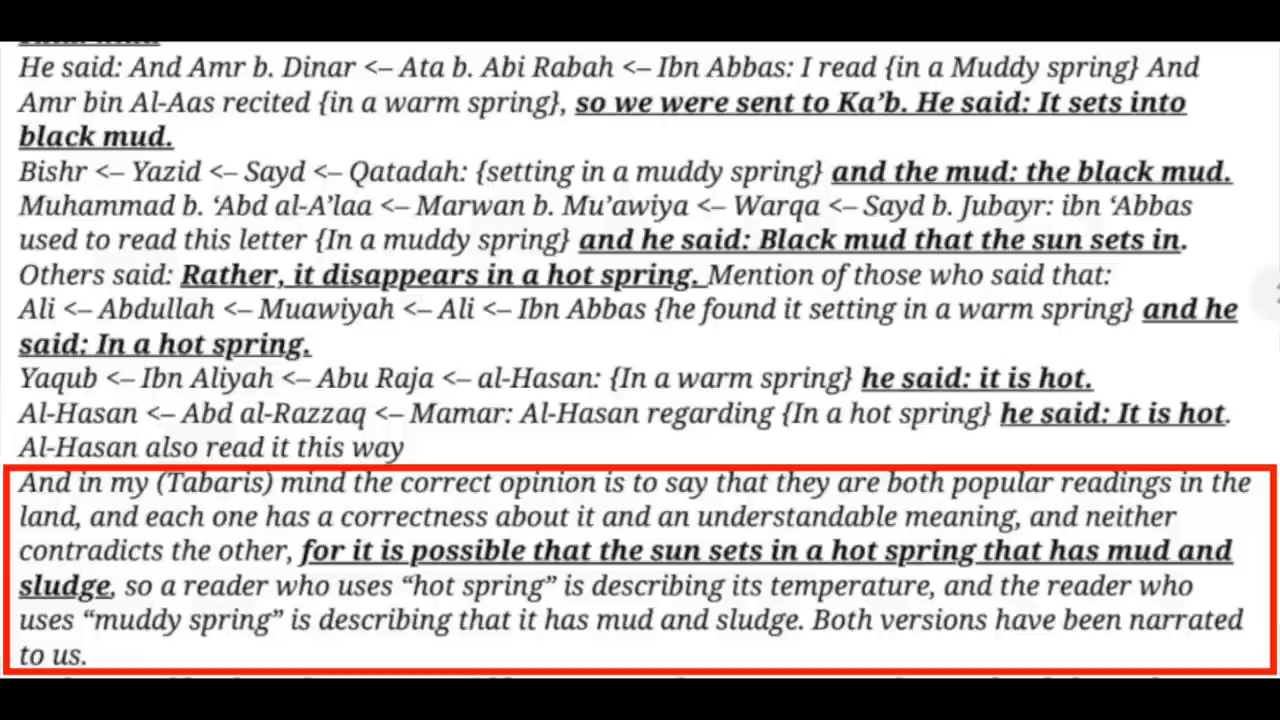 He said: And Amr b. Dinar <– Ata b. Abi Rabah <– Ibn Abbas: I read {in a Muddy spring} And
Amr bin Al-Aas recited {in a warm spring}, so we were sent to Ka’b. He said: It sets into
black mud.
Bishr <– Yazid <– Sayd <– Qatadah: {setting in a muddy spring} and the mud: the black mud.
Muhammad b. ‘Abd al-A’laa <– Marwan b. Mu’awiya <– Warqa <– Sayd b. Jubayr: ibn ‘Abbas
used to read this letter {In a muddy spring} and he said: Black mud that the sun sets in.
Others said: Rather, it disappears in a hot spring. Mention of those who said that:
Ali <– Abdullah <– Muawiyah <– Ali <– Ibn Abbas {he found it setting in a warm spring} and he
said: In a hot spring.
Yaqub <– Ibn Aliyah <– Abu Raja <– al-Hasan: {In a warm spring} he said: it is hot.
Al-Hasan <– Abd al-Razzaq <– Mamar: Al-Hasan regarding {In a hot spring} he said: It is hot.
Al-Hasan also read it this way
And in my (Tabaris) mind the correct opinion is to say that they are both popular readings in the
land, and each one has a correctness about it and an understandable meaning, and neither
contradicts the other, for it is possible that the sun sets in a hot spring that has mud and
sludge, so a reader who uses “hot spring” is describing its temperature, and the reader who
uses “muddy spring” is describing that it has mud and sludge. Both versions have been narrated
to us.